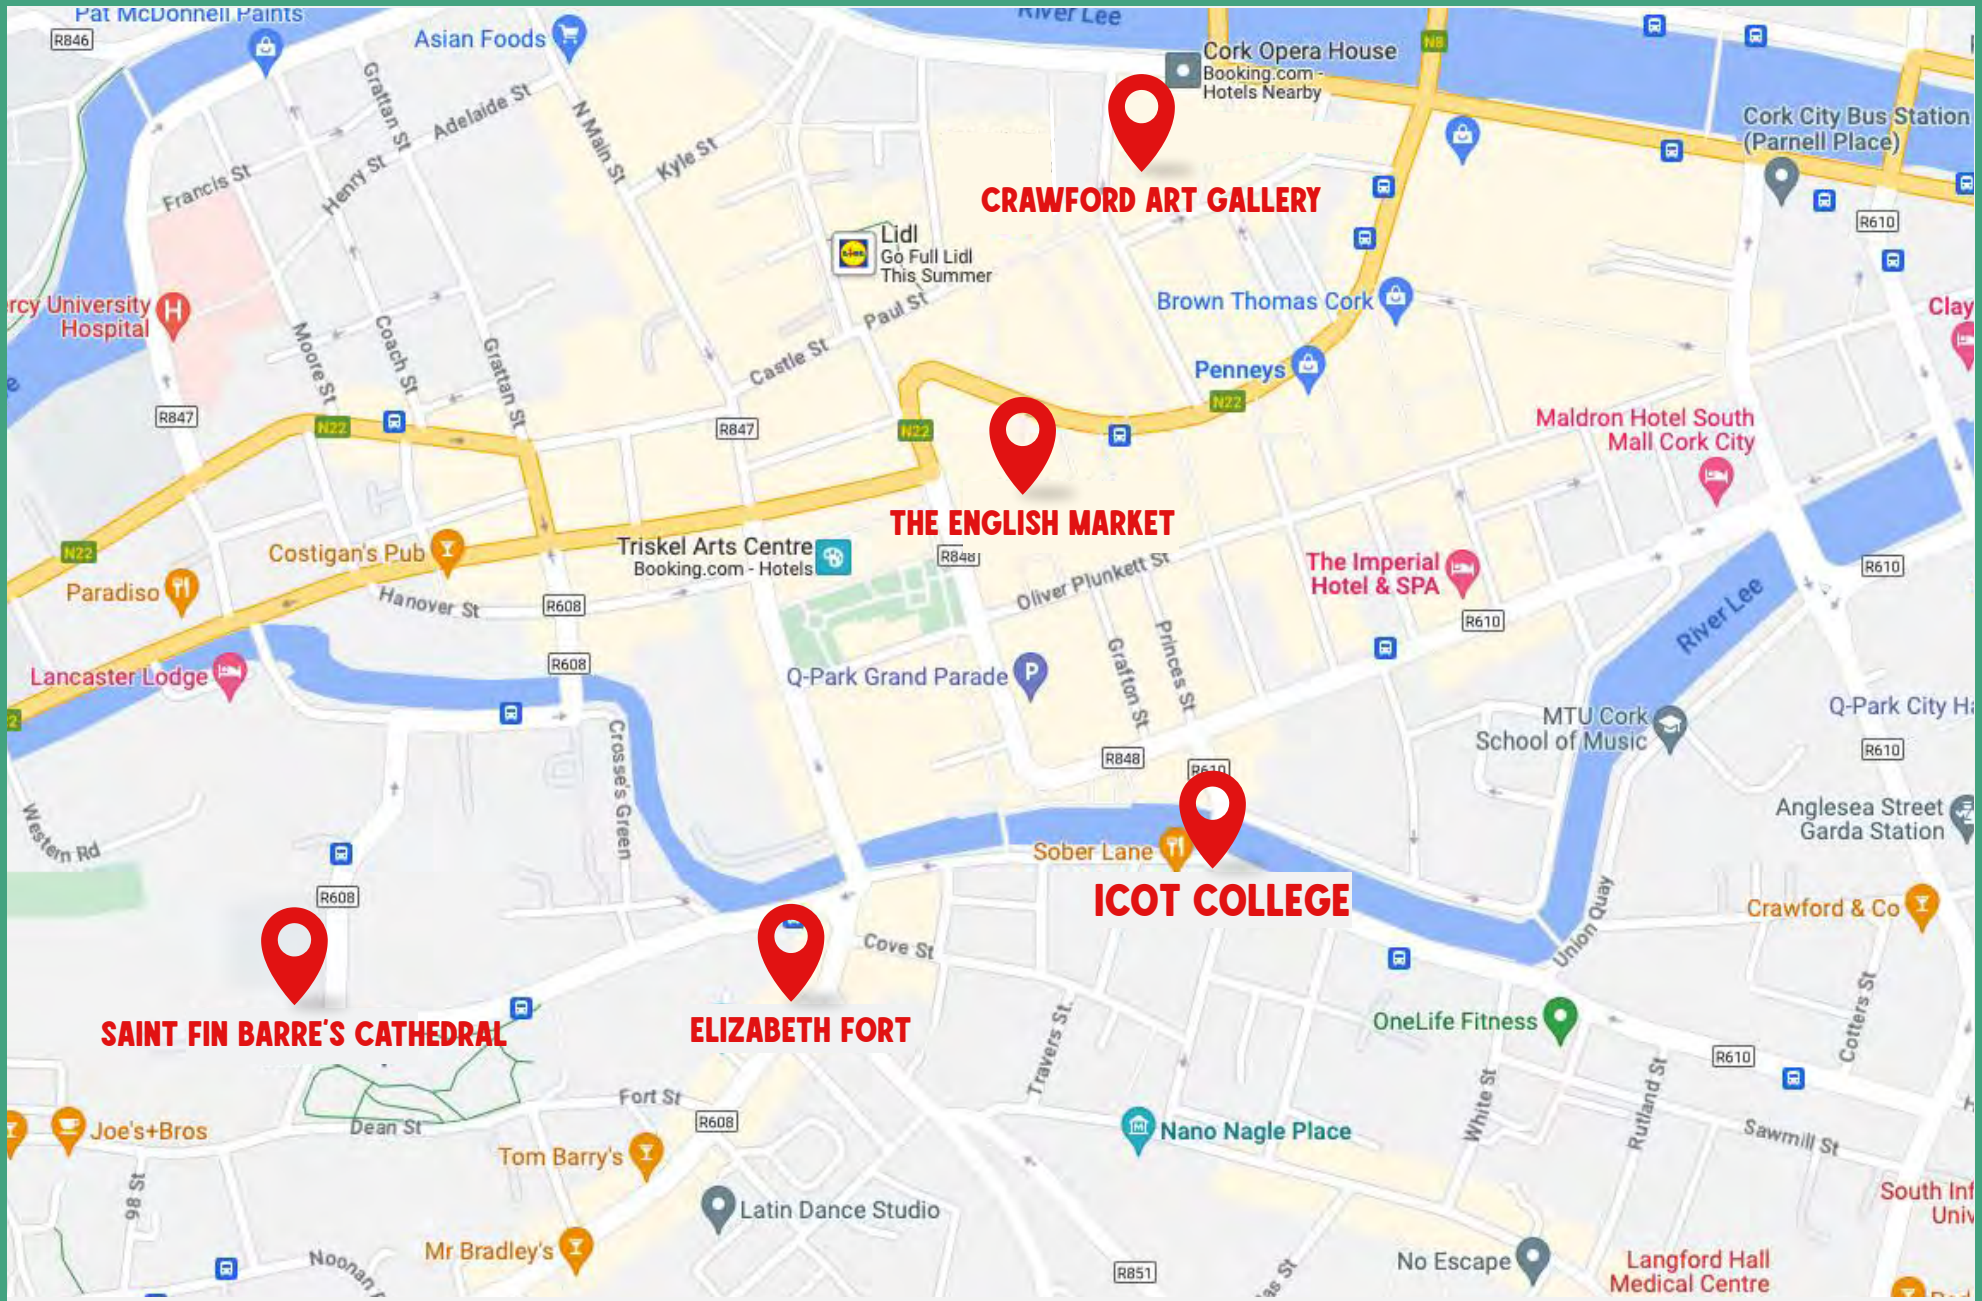 Pat McDonnell Paints
River Lee
R846
Asian Foods
N8
Cork Opera House
Booking.com -
Hotels Nearby
Grattan St
Adelaide St
N Main St
Kyle St
Cork City Bus Station
(Parnell Place)
Francis St
Henry St
CRAWFORD ART GALLERY
R610
Lidl
Go Full Lidl
This Summer
rcy University
Hospital
Paul St
Brown Thomas Cork
Clay
Moore St
Coach St
Grattan St
Castle St
Penneys
N22
R847
N22
R847
N22
Maldron Hotel South
Mall Cork City
THE ENGLISH MARKET
N22
Costigan's Pub
Triskel Arts Centre
Booking.com - Hotels
R848
Oliver Plunkett St
The Imperial
Hotel & SPA
R610
Paradiso
Hanover St
R608
R610
River Lee
Lancaster Lodge
R608
Q-Park Grand Parade
Grafton St
Princes St
2
MTU Cork
School of Music
Q-Park City Ha
R610
Crosse's Green
R848
R610
Western Rd
Anglesea Street
Garda Station
Sober Lane
R608
ICOT COLLEGE
Union Quay
Crawford & Co
Cove St
SAINT FIN BARRE'S CATHEDRAL
ELIZABETH FORT
Travers St.
OneLife Fitness
Cotters St
R610
Fort St
R608
White St
Rutland St
Joe's+Bros
Dean St
Nano Nagle Place
Sawmill St
Tom Barry's
98 St
Latin Dance Studio
South Inf
Univ
Mr Bradley's
Noonan
R851
as St
No Escape
Langford Hall
Medical Centre